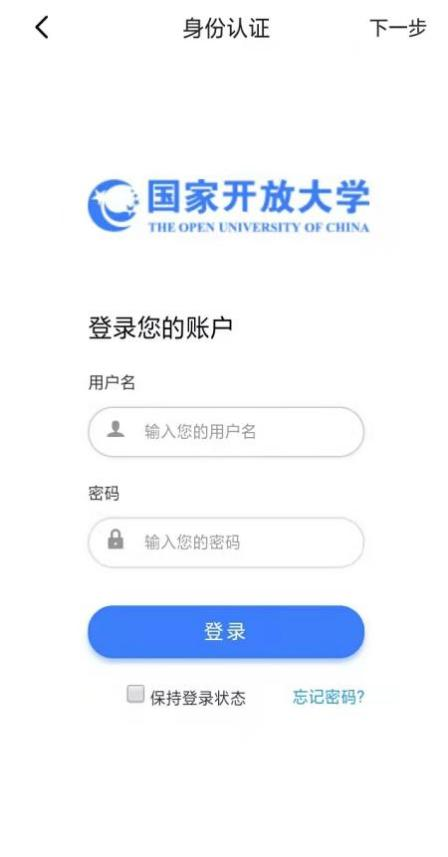 身份认证
下一步
国家开放大学
THE OPEN UNIVERSITY OF CHINA
登录您的账户
用户名
输入您的用户名
密码
输入您的密码
登录
保持登录状态
忘记密码?